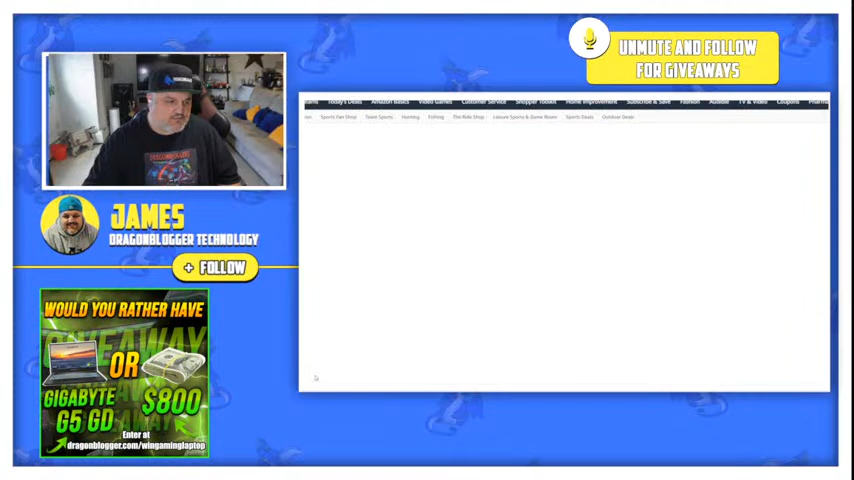 UNMUTE AND FOLLOW
FOR GIVEAWAYS
Today's Deals Amazon Basics Video Games Customer Service Shopper Toolkit Home Improvement Subscribe & Save Fashion Audible TV & Video Coupons
Sports Fan Shop Team Sports Hunting Fishing The Ride Shop Leisure Sports & Game Room Sports Deals Outdoor Deals
JAMES
DRAGONBLOGGER TECHNOLOGY
+ FOLLOW
WOULD YOU RATHER HAVE
GIVEAWAY
OR
GIGABYTE
G5 GD
$800
Enter at
dragonblogger.com/wingaminglaptop